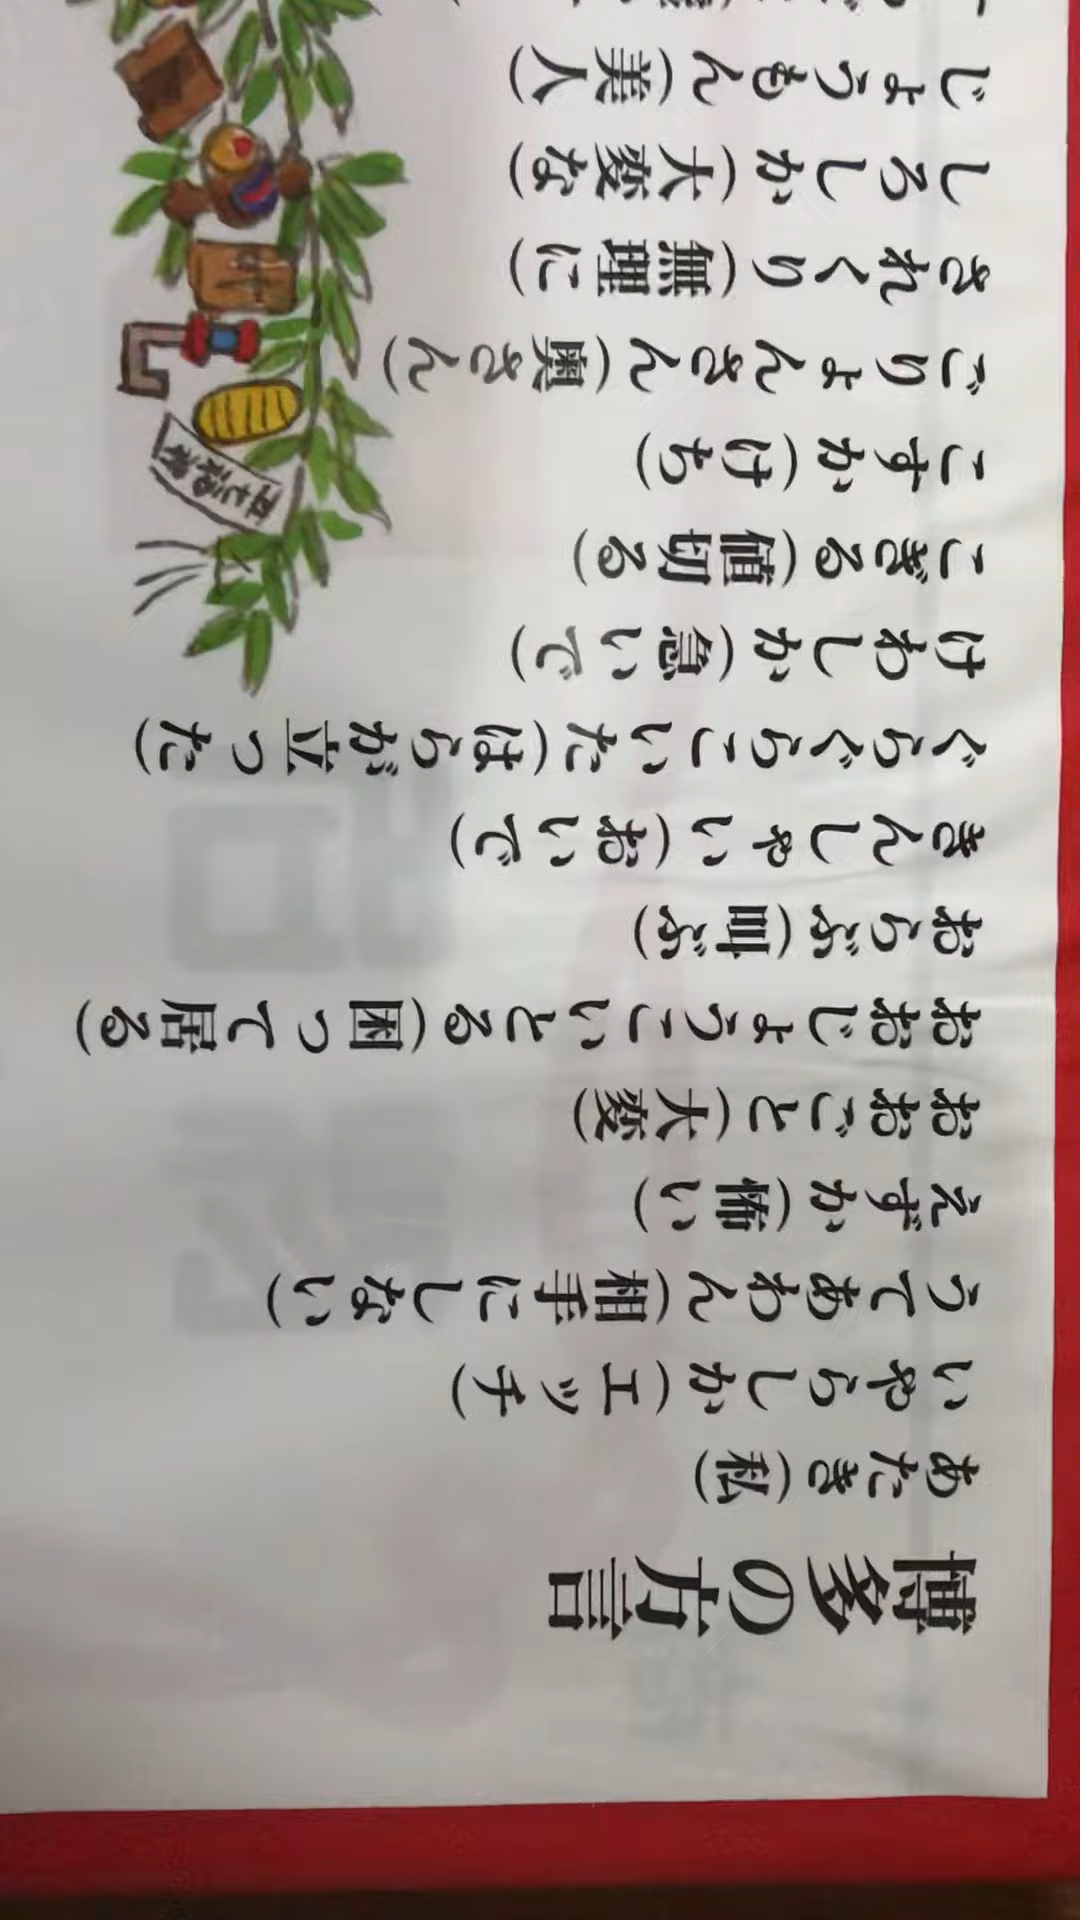 博多の方言
あたき(私)
いやらしか(エッチ)
うてあわん(相手にしない)
えずか(怖い)
おおごと(大変)
おおじょうこいとる(困って居る)
おらぶ(叫ぶ)
きんしゃい(おいで)
ぐらぐらこいた(はらが立った)
けわしか(急いで)
こぎる(値切る)
こすか(けち)
ごりょんさん(奥さん)
されくり(無理に)
しろしか(大変な)
じょうもん(美人)